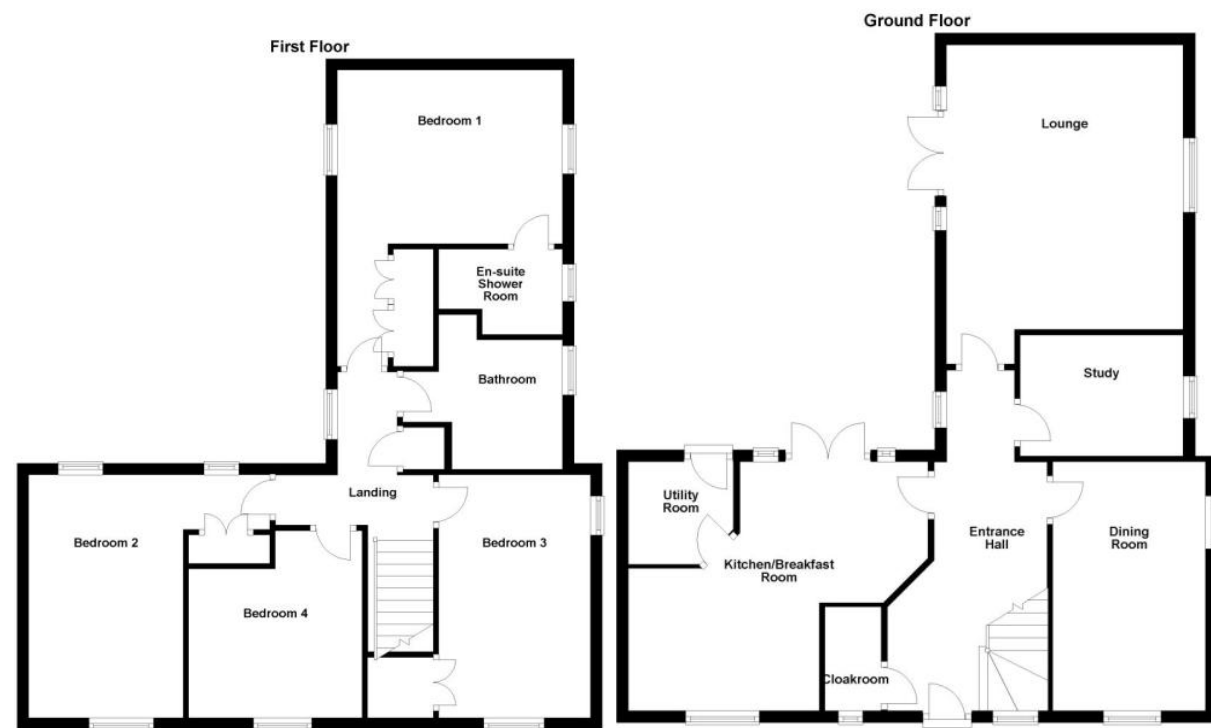 First Floor
Bedroom 1
En-suite
Shower
Room
Bathroom
Landing
Bedroom 2
Bedroom 3
Bedroom 4
Ground Floor
Lounge
Study
Utility
Room
Entrance
Hall
Dining
Room
Kitchen/Breakfast
Room
Cloakroom